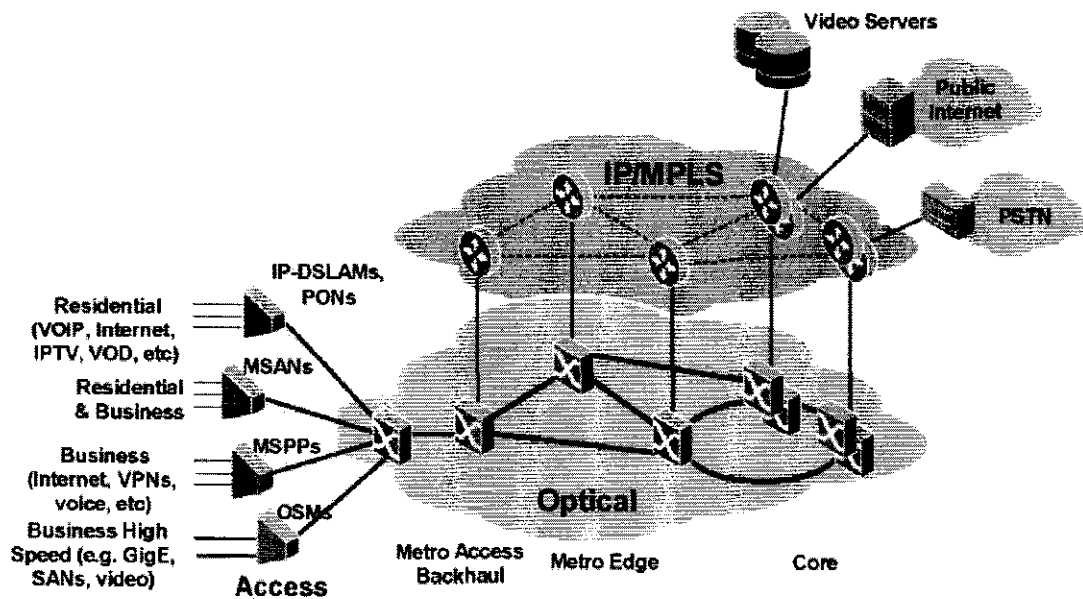 Video Servers
Public
Internet
IP/MPLS
PSTN
IP-DSLAMs,
PONs
Residential
(VOIP, Internet,
IPTV, VOD, etc)
MSANs
Residential
& Business
MSPPs
Business
(Internet, VPNs,
voice, etc)
OSMs
Business High
Speed (e.g. GigE,
SANs, video)
Access
Optical
Metro Access
Backhaul
Metro Edge
Core